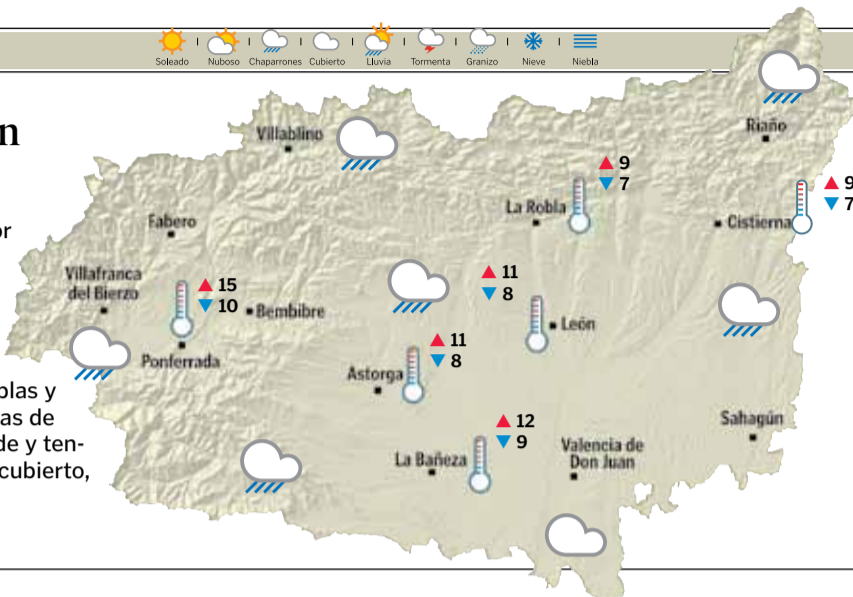 Soleado Nuboso Chaparrones Cubierto Lluvia Tormenta Granizo Nieve Niebla
n
or
blas y
as de
de y ten-
cubierto,
Riaño
Villablino
▲ 9
▼ 7
▲ 9
▼ 7
La Robla
Cistierna
Fabero
Villafranca
del Bierzo
▲ 15
▼ 10
Bembibre
▲ 11
▼ 8
León
Ponferrada
▲ 11
▼ 8
Astorga
▲ 12
▼ 9
Sahagún
La Bañeza
Valencia de
Don Juan